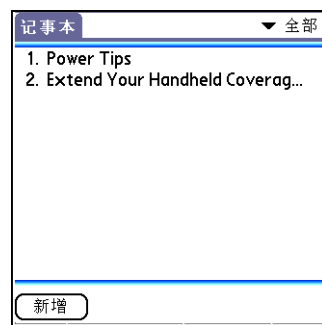 记事本 ▼ 全部
1. Power Tips
2. Extend Your Handheld Coverag...
新增